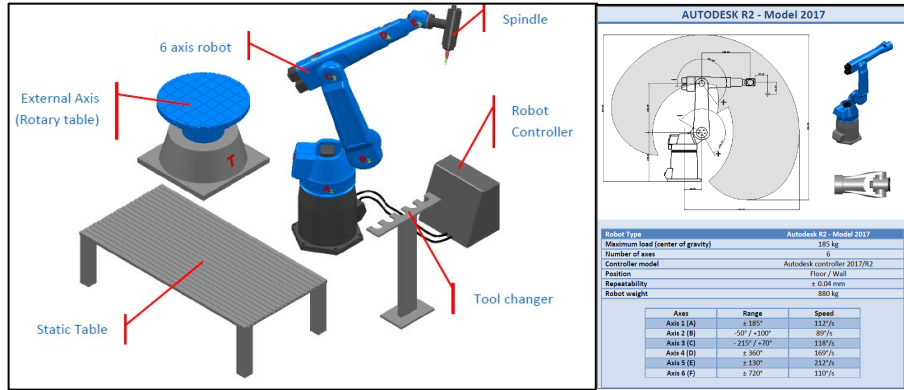 Spindle
6 axis robot
External Axis
(Rotary table)
Robot
Controller
Tool changer
Static Table
AUTODESK R2 - Model 2017
Robot Type Autodesk R2 - Model 2017
Maximum load (center of gravity) 185 kg
Number of axes 6
Controller model Autodesk controller 2017/R2
Position Floor / Wall
Repeatability ± 0.04 mm
Robot weight 880 kg
Axes Range Speed
Axis 1 (A) ± 185° 112°/s
Axis 2 (B) -50° / +100° 89°/s
Axis 3 (C) - 215° / +70° 118°/s
Axis 4 (D) ± 360° 169°/s
Axis 5 (E) ± 130° 212°/s
Axis 6 (F) ± 720° 110°/s